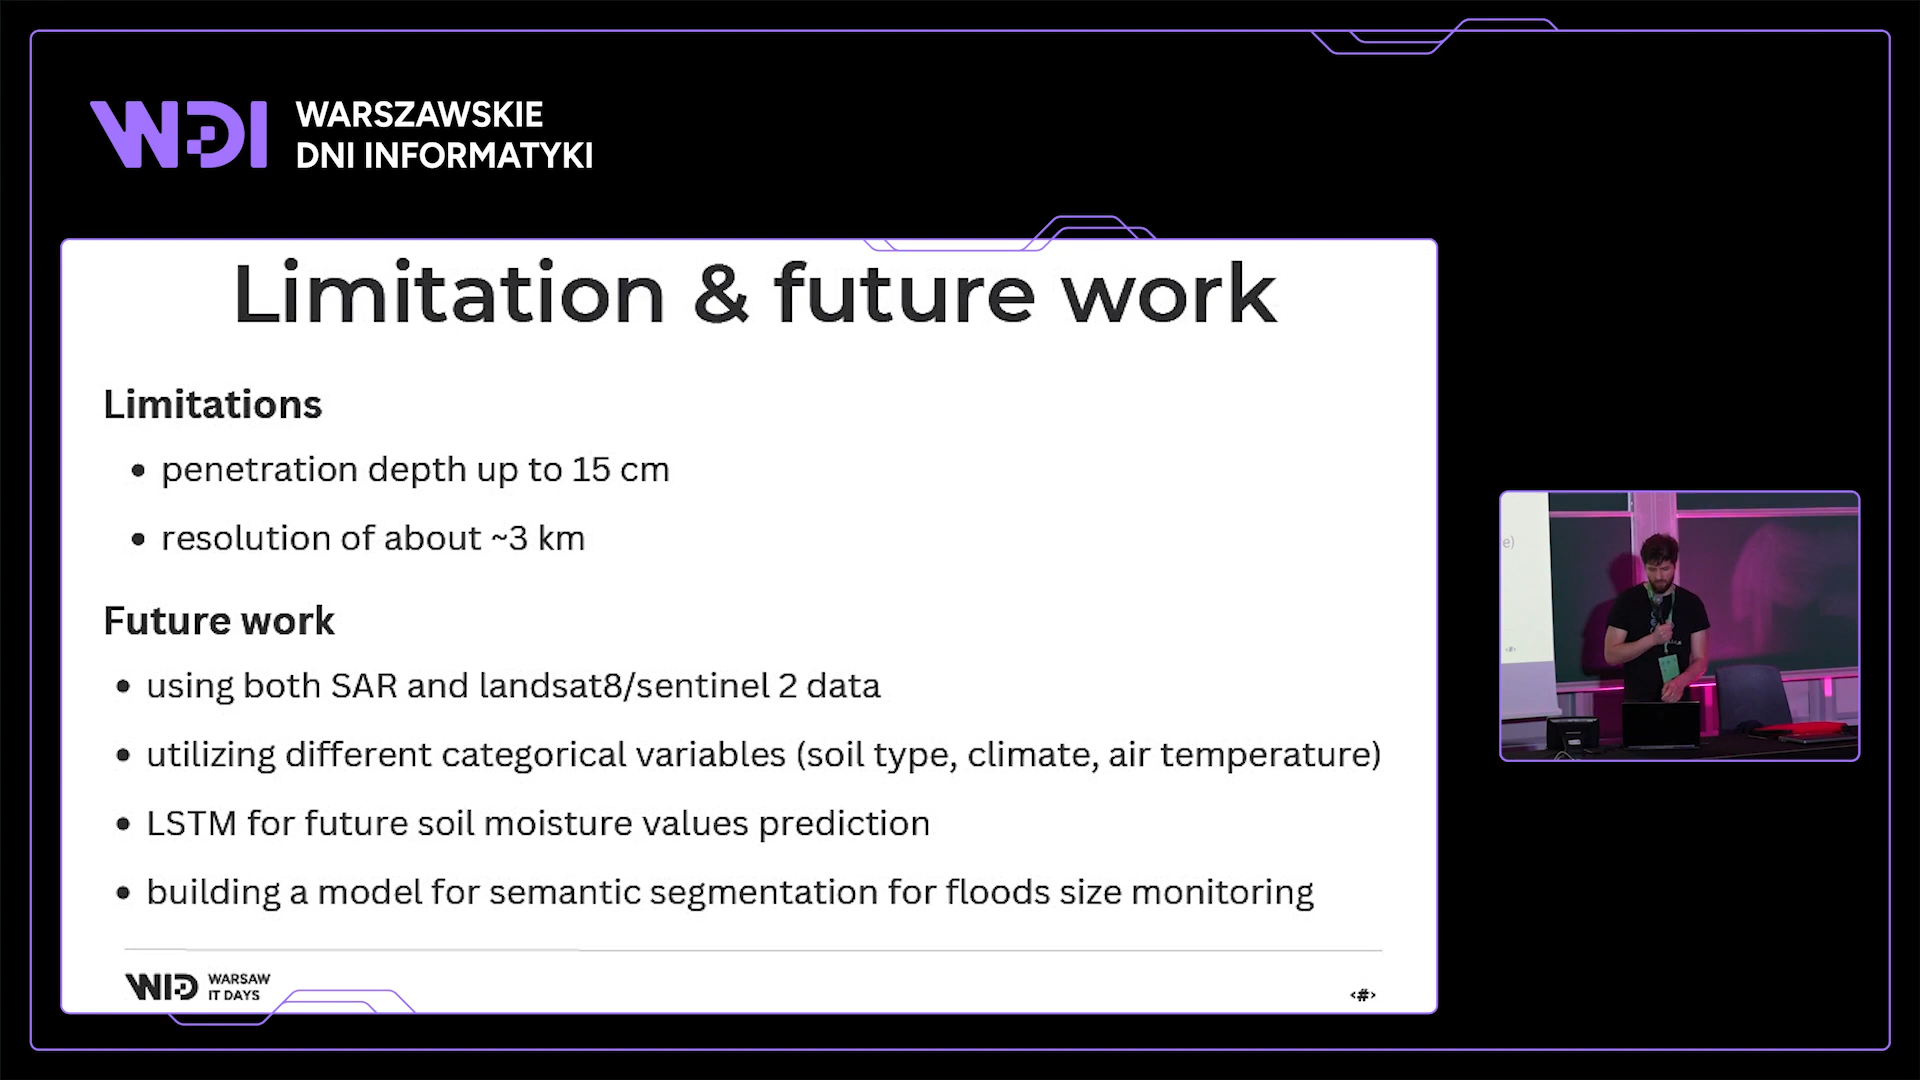 WDI
WARSZAWSKIE
DNI INFORMATYKI
Limitation & future work
Limitations
• penetration depth up to 15 cm
• resolution of about ~3 km
Future work
• using both SAR and landsat8/sentinel 2 data
• utilizing different categorical variables (soil type, climate, air temperature)
• LSTM for future soil moisture values prediction
• building a model for semantic segmentation for floods size monitoring
WID
WARSAW
IT DAYS
<#>
e)